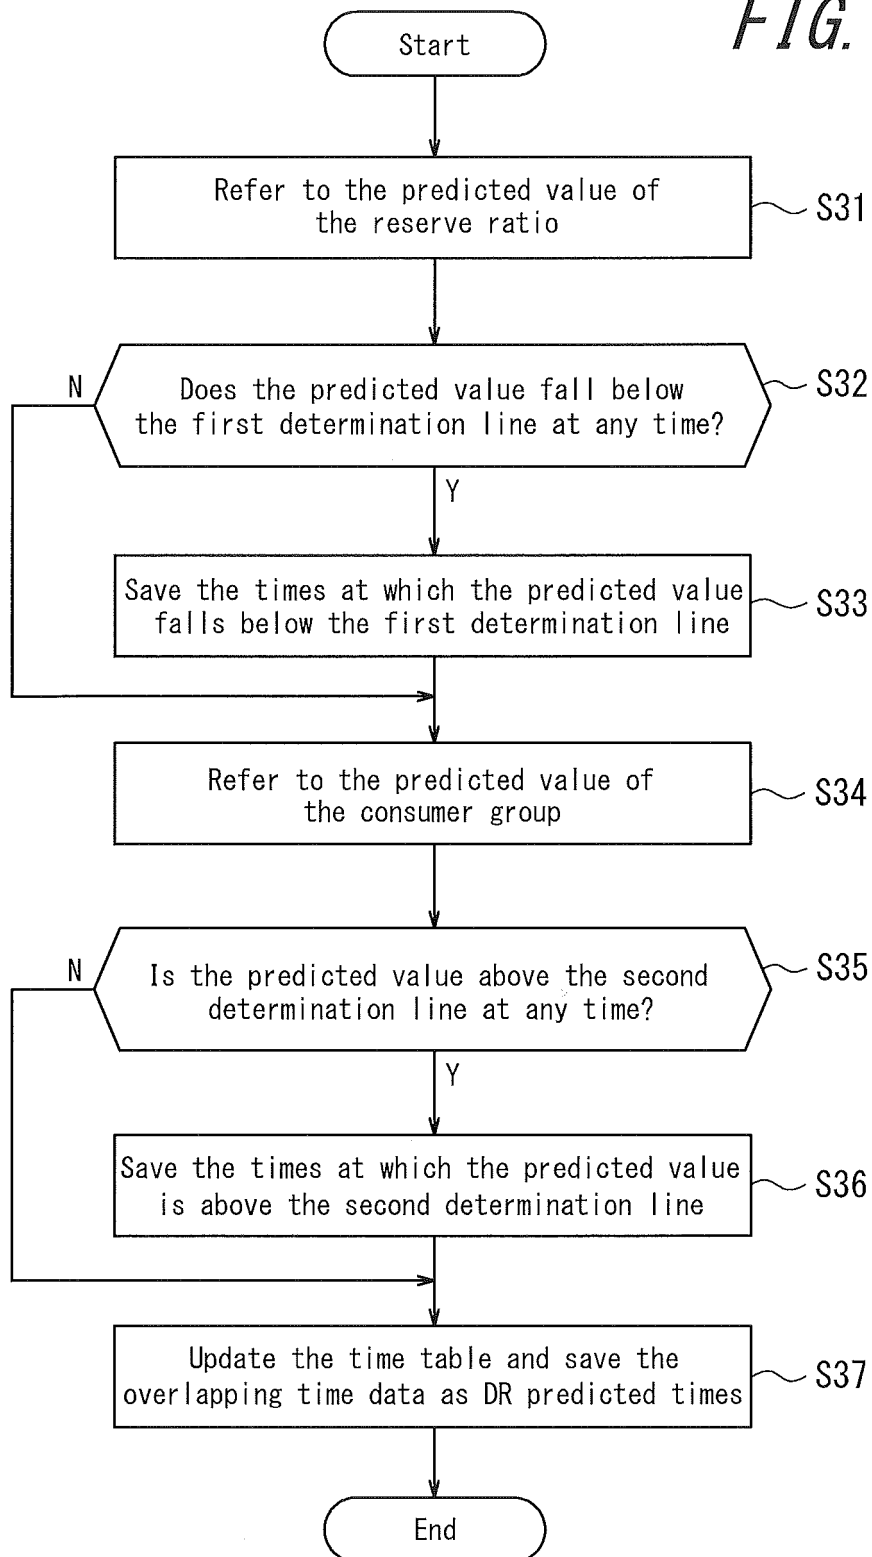 FIG.
Start
Refer to the predicted value of
the reserve ratio
S31
Does the predicted value fall below
the first determination line at any time?
S32
N
Y
Save the times at which the predicted value
falls below the first determination line
S33
Refer to the predicted value of
the consumer group
S34
Is the predicted value above the second
determination line at any time?
S35
N
Y
Save the times at which the predicted value
is above the second determination line
S36
Update the time table and save the
overlapping time data as DR predicted times
S37
End